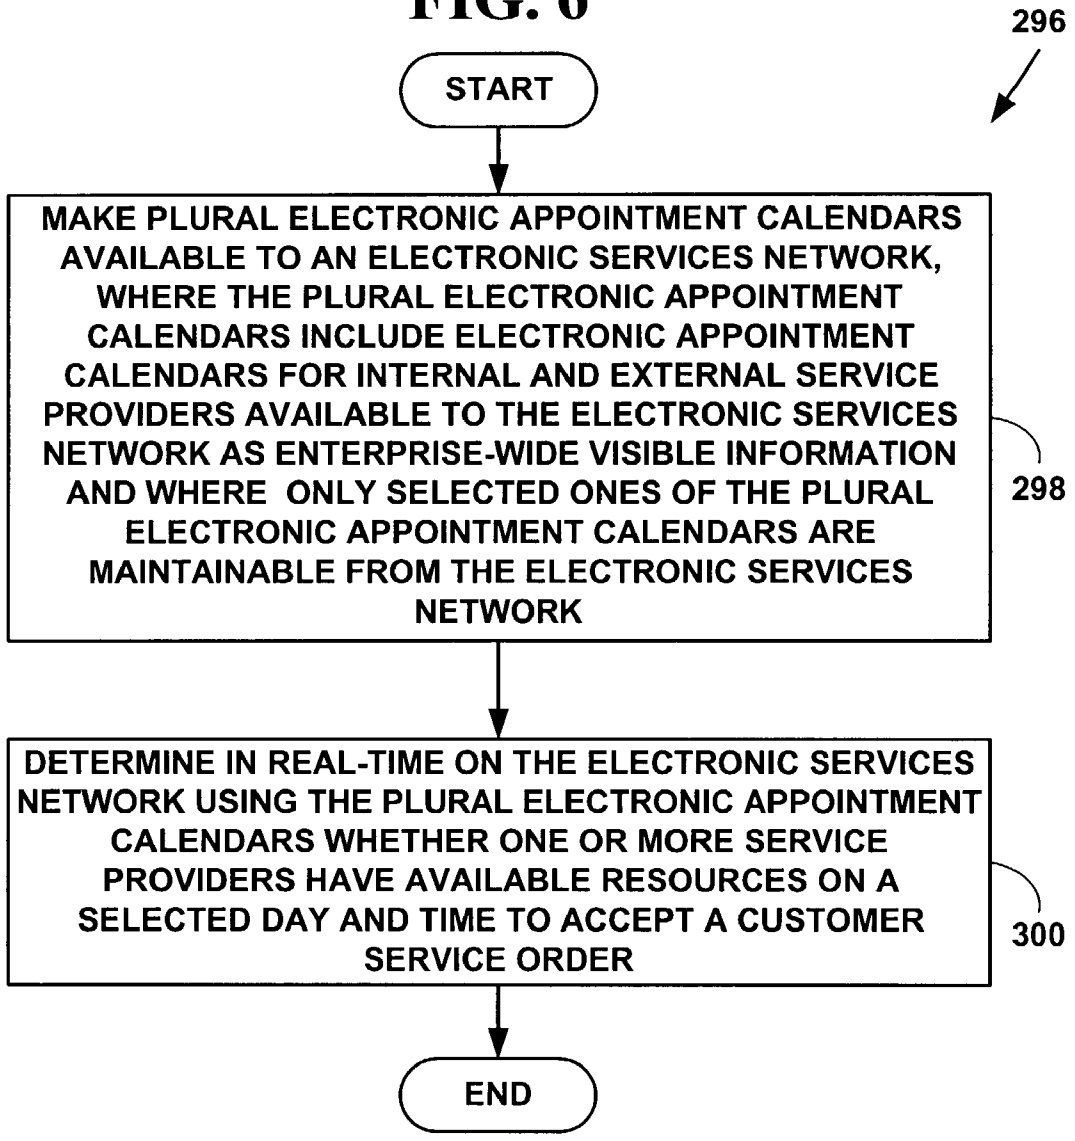 FIG. 6
296
START
MAKE PLURAL ELECTRONIC APPOINTMENT CALENDARS
AVAILABLE TO AN ELECTRONIC SERVICES NETWORK,
WHERE THE PLURAL ELECTRONIC APPOINTMENT
CALENDARS INCLUDE ELECTRONIC APPOINTMENT
CALENDARS FOR INTERNAL AND EXTERNAL SERVICE
PROVIDERS AVAILABLE TO THE ELECTRONIC SERVICES
NETWORK AS ENTERPRISE-WIDE VISIBLE INFORMATION
AND WHERE ONLY SELECTED ONES OF THE PLURAL
ELECTRONIC APPOINTMENT CALENDARS ARE
MAINTAINABLE FROM THE ELECTRONIC SERVICES
NETWORK
298
DETERMINE IN REAL-TIME ON THE ELECTRONIC SERVICES
NETWORK USING THE PLURAL ELECTRONIC APPOINTMENT
CALENDARS WHETHER ONE OR MORE SERVICE
PROVIDERS HAVE AVAILABLE RESOURCES ON A
SELECTED DAY AND TIME TO ACCEPT A CUSTOMER
SERVICE ORDER
300
END